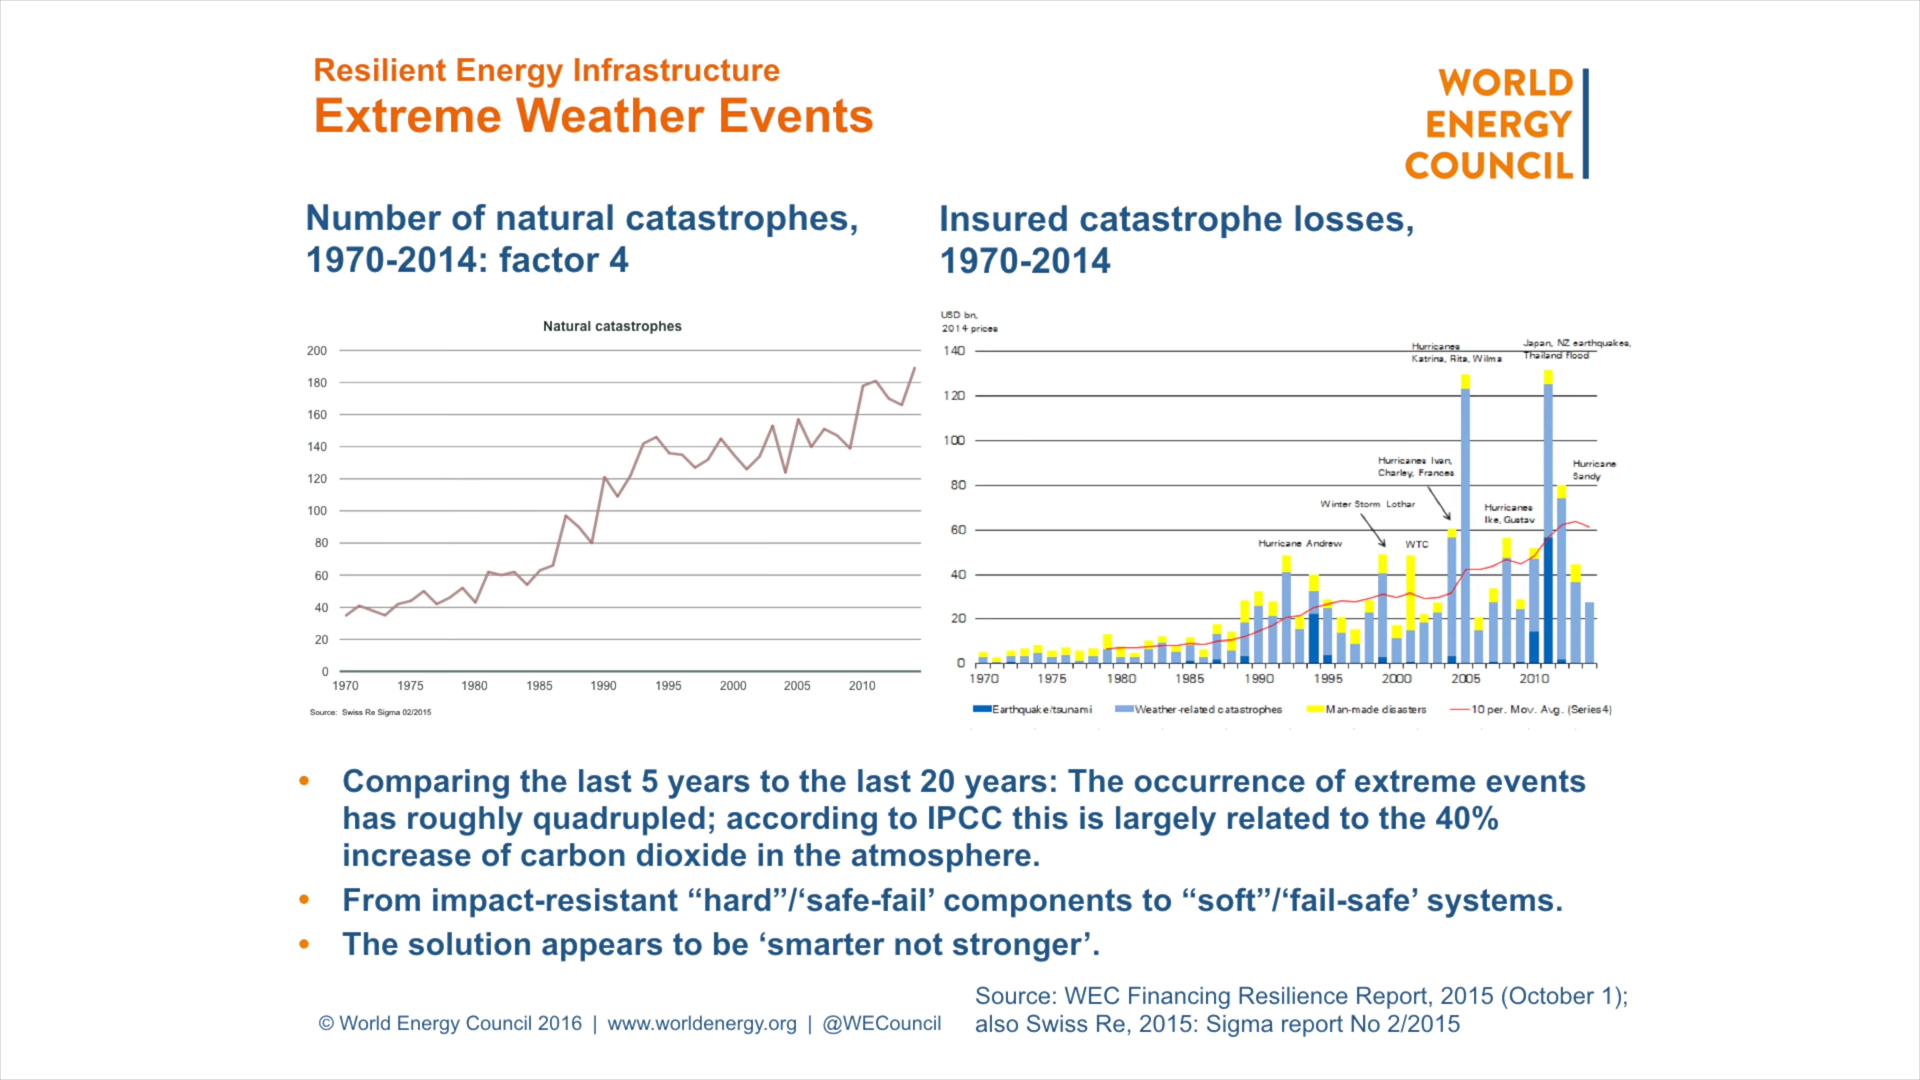 Resilient Energy Infrastructure
Extreme Weather Events
WORLD
ENERGY
COUNCIL
Number of natural catastrophes,
1970-2014: factor 4
Natural catastrophes
200
180
160
140
120
100
80
60
40
20
0
1970 1975 1980 1985 1990 1995 2000 2005 2010
Source: Swiss Re Sigma 02/2015
Insured catastrophe losses,
1970-2014
USD bn,
2014 prices
140
120
100
80
60
40
20
0
Hurricanes
Katrina, Rita, Wilma
Japan, NZ earthquakes,
Thailand flood
Hurricanes Ivan,
Charley, Frances
Hurricane
Sandy
Winter Storm Lothar
Hurricanes
Ike, Gustav
Hurricane Andrew
WTC
1970 1975 1980 1985 1990 1995 2000 2005 2010
Earthquake/tsunami Weather-related catastrophes Man-made disasters 10 per. Mov. Avg. (Series4)
• Comparing the last 5 years to the last 20 years: The occurrence of extreme events
has roughly quadrupled; according to IPCC this is largely related to the 40%
increase of carbon dioxide in the atmosphere.
• From impact-resistant “hard”/‘safe-fail’ components to “soft”/‘fail-safe’ systems.
• The solution appears to be ‘smarter not stronger’.
Source: WEC Financing Resilience Report, 2015 (October 1);
also Swiss Re, 2015: Sigma report No 2/2015
© World Energy Council 2016 | www.worldenergy.org | @WECouncil